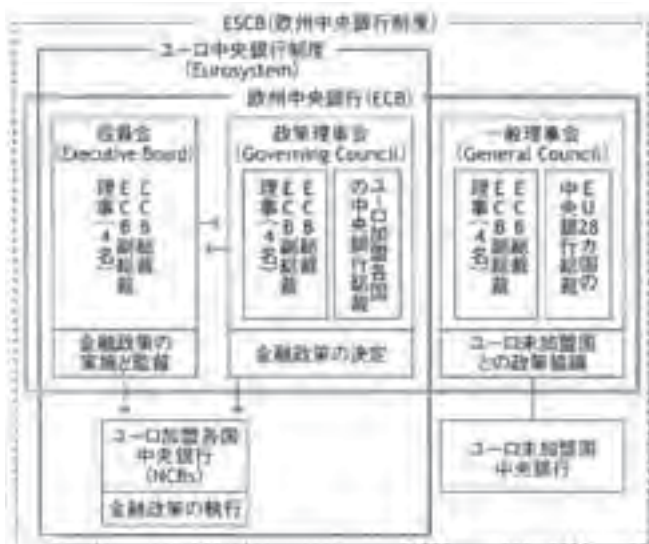 ESCB(欧州中央銀行制度)
ユーロ中央銀行制度
(Eurosystem)
欧州中央銀行(ECB)
役員会
(Executive Board)
ECB総裁
ECB副総裁
理事(4名)
金融政策の
実施と監督
政策理事会
(Governing Council)
ECB総裁
ECB副総裁
理事(4名)
ユーロ加盟各国
の中央銀行総裁
金融政策の決定
一般理事会
(General Council)
ECB総裁
ECB副総裁
理事(4名)
EU28カ国の
中央銀行総裁
ユーロ未加盟国
との政策協議
ユーロ加盟各国
中央銀行
(NCBs)
金融政策の執行
ユーロ未加盟国
中央銀行